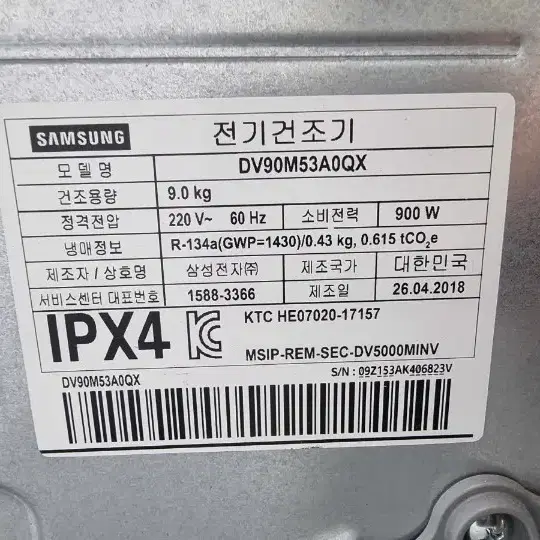 SAMSUNG 전기건조기
모 델 명 DV90M53A0QX
건조용량 9.0 kg
정격전압 220 V~ 60 Hz 소비전력 900 W
냉매정보 R-134a(GWP=1430)/0.43 kg, 0.615 tCO₂e
제조자 / 상호명 삼성전자㈜ 제조국가 대한민국
서비스센터 대표번호 1588-3366 제조일 26.04.2018
IPX4 KTC HE07020-17157
MSIP-REM-SEC-DV5000MINV
DV90M53A0QX S/N : 09Z153AK406823V